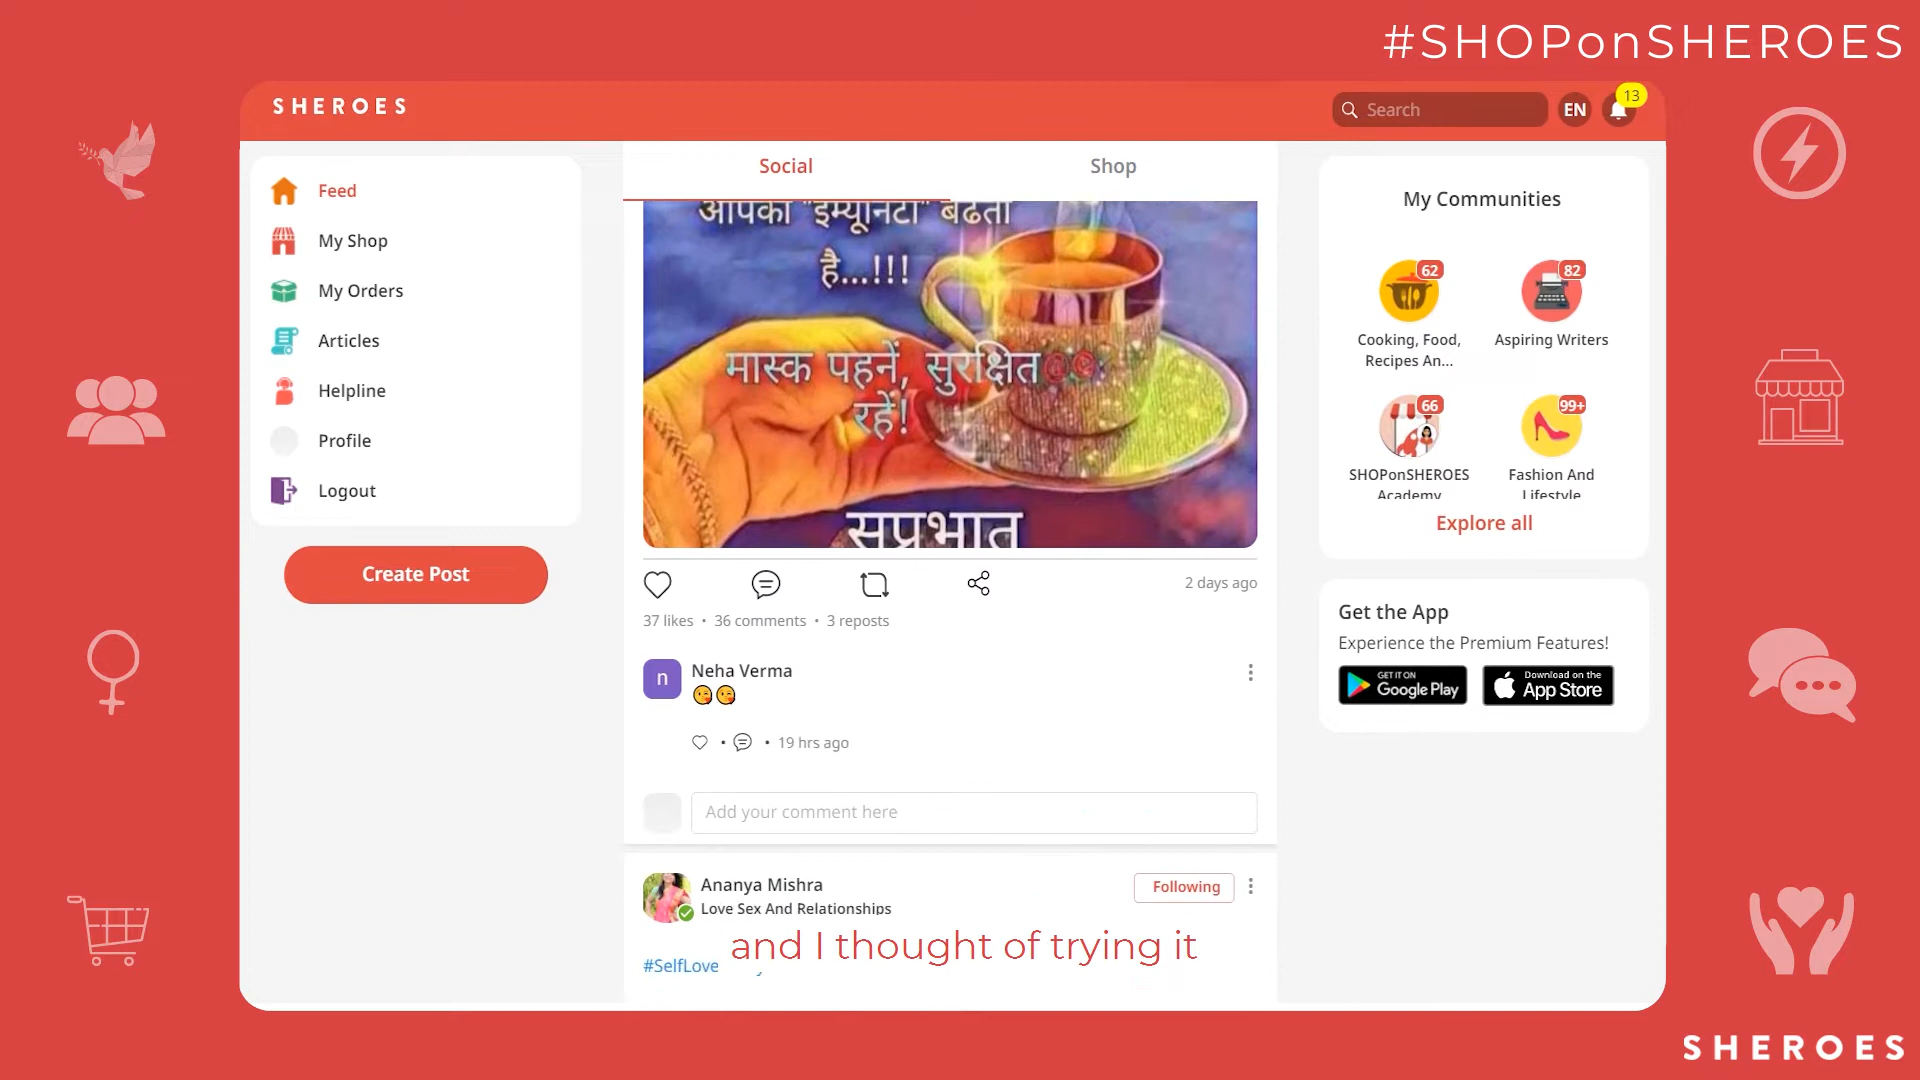 #SHOPonSHEROES
SHEROES
Search
EN
13
Feed
My Shop
My Orders
Articles
Helpline
Profile
Logout
Create Post
Social
Shop
आपकी "इम्यूनिटी" बढती
है...!!!
मास्क पहनें, सुरक्षित
रहें!
सुप्रभात
2 days ago
37 likes • 36 comments • 3 reposts
n
Neha Verma
19 hrs ago
Add your comment here
Ananya Mishra
Following
Love Sex And Relationships
and I thought of trying it
#SelfLove
My Communities
62
82
Cooking, Food,
Recipes An...
Aspiring Writers
66
99+
SHOPonSHEROES
Academy
Fashion And
Lifestyle
Explore all
Get the App
Experience the Premium Features!
GET IT ON
Google Play
Download on the
App Store
SHEROES